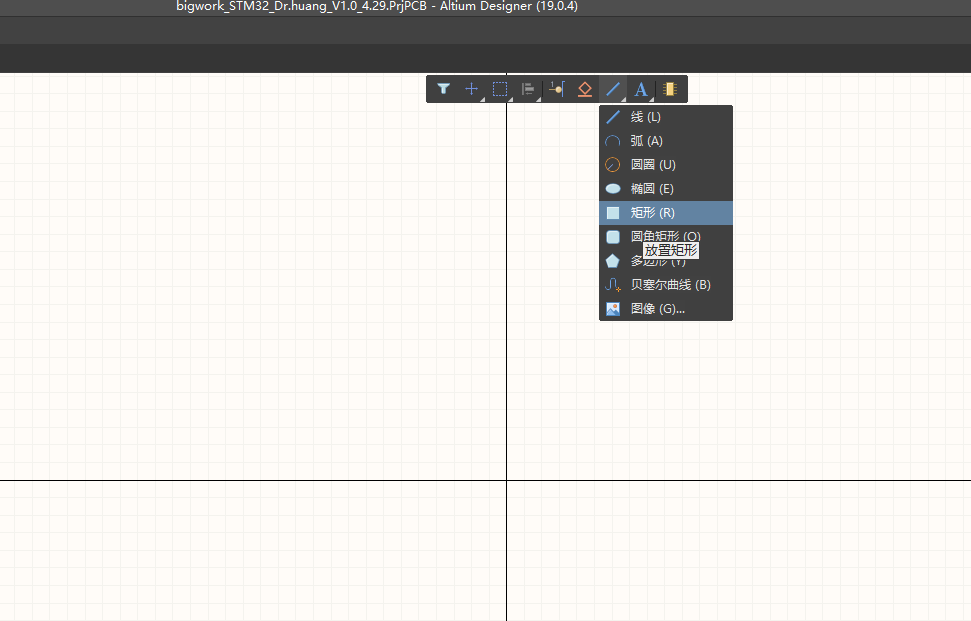 bigwork_STM32_Dr.huang_V1.0_4.29.PrjPCB - Altium Designer (19.0.4)
A
线 (L)
弧 (A)
圆圈 (U)
椭圆 (E)
矩形 (R)
圆角矩形 (O)
放置矩形
多边形 (Y)
贝塞尔曲线 (B)
图像 (G)...